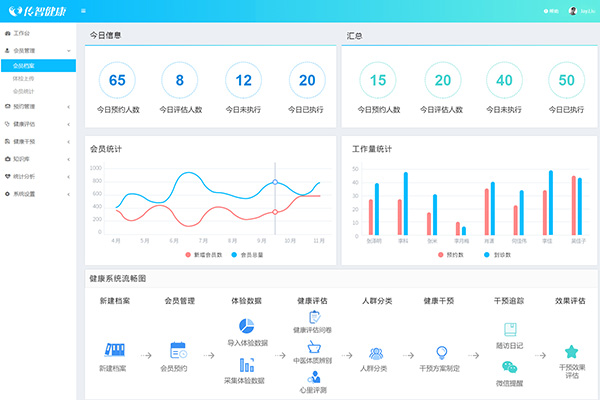 传智健康
帮助
工作台
会员管理
会员档案
体检上传
会员统计
预约管理
健康评估
健康干预
知识库
统计分析
系统设置
今日信息
65 8 12 20
今日预约人数 今日评估人数 今日未执行 今日已执行
汇总
15 20 40 50
今日预约人数 今日评估人数 今日未执行 今日已执行
会员统计
1000
800
600
400
200
0
4月 5月 6月 7月 8月 9月 10月 11月
新增会员数 会员总量
工作量统计
50
40
30
20
10
0
李科 张米 肖潇 李佳
预约数 到诊数
健康系统流畅图
新建档案 会员管理 体验数据 健康评估 人群分类 健康干预 干预追踪 效果评估
新建档案
会员预约
导入体验数据
采集体验数据
健康评估问卷
中医体质辨别
心里评测
人群分类
干预方案制定
随访日记
微信提醒
干预效果
评估